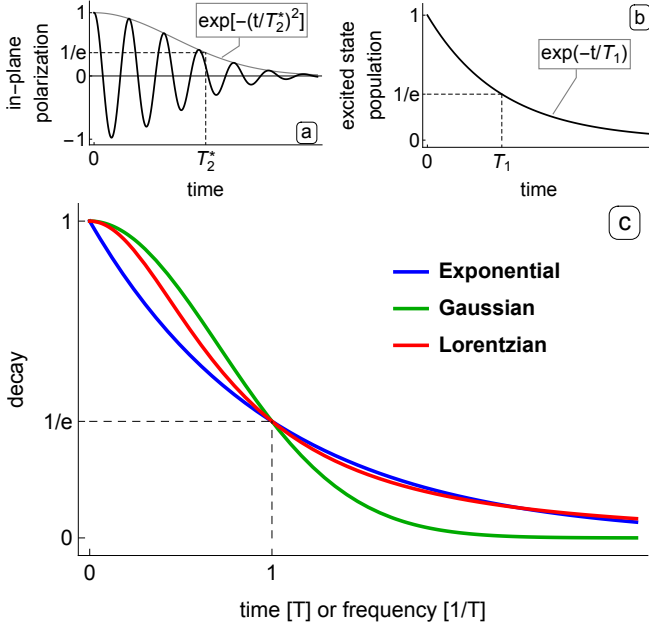 exp[-(t/T₂*)²]
1
1/e
0
−1
in-plane
polarization
0
T₂*
time
a
b
exp(-t/T₁)
1
1/e
0
excited state
population
0
T₁
time
c
1
1/e
0
decay
Exponential
Gaussian
Lorentzian
0
1
time [T] or frequency [1/T]